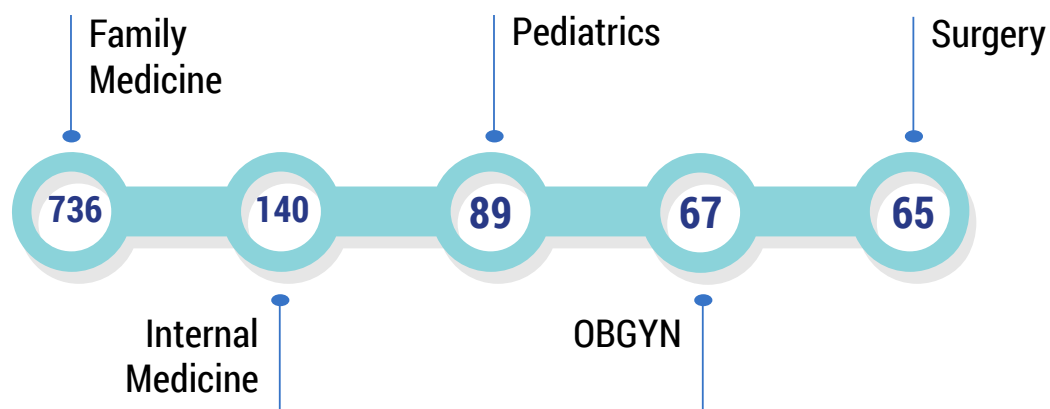 Family
Medicine
Pediatrics
Surgery
736
140
89
67
65
Internal
Medicine
OBGYN